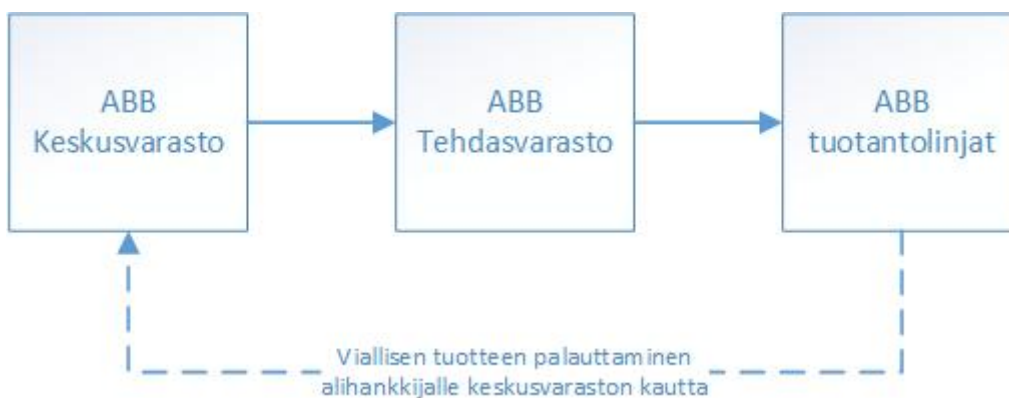 ABB
Keskusvarasto
ABB
Tehdasvarasto
ABB
tuotantolinjat
Viallisen tuotteen palauttaminen
alihankkijalle keskusvaraston kautta